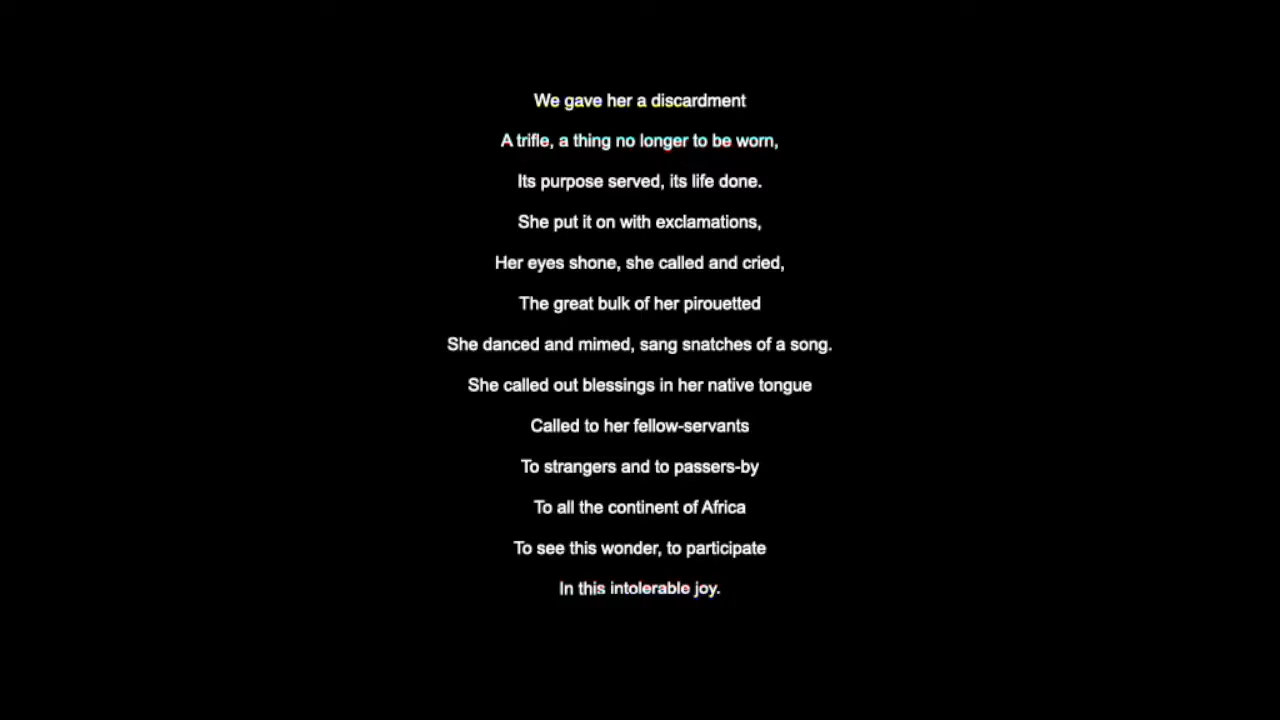 We gave her a discardment
A trifle, a thing no longer to be worn,
Its purpose served, its life done.
She put it on with exclamations,
Her eyes shone, she called and cried,
The great bulk of her pirouetted
She danced and mimed, sang snatches of a song.
She called out blessings in her native tongue
Called to her fellow-servants
To strangers and to passers-by
To all the continent of Africa
To see this wonder, to participate
In this intolerable joy.